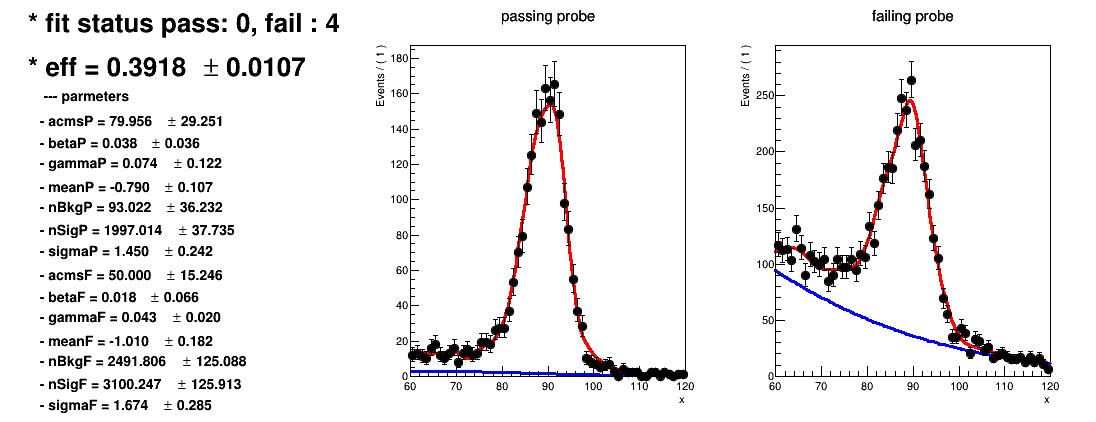 * fit status pass: 0, fail : 4
* eff = 0.3918 ± 0.0107
--- parmeters
- acmsP = 79.956 ± 29.251
- betaP = 0.038 ± 0.036
- gammaP = 0.074 ± 0.122
- meanP = -0.790 ± 0.107
- nBkgP = 93.022 ± 36.232
- nSigP = 1997.014 ± 37.735
- sigmaP = 1.450 ± 0.242
- acmsF = 50.000 ± 15.246
- betaF = 0.018 ± 0.066
- gammaF = 0.043 ± 0.020
- meanF = -1.010 ± 0.182
- nBkgF = 2491.806 ± 125.088
- nSigF = 3100.247 ± 125.913
- sigmaF = 1.674 ± 0.285
passing probe
Events / ( 1 )
180
160
140
120
100
80
60
40
20
0
60 70 80 90 100 110 120
x
failing probe
Events / ( 1 )
250
200
150
100
50
0
60 70 80 90 100 110 120
x